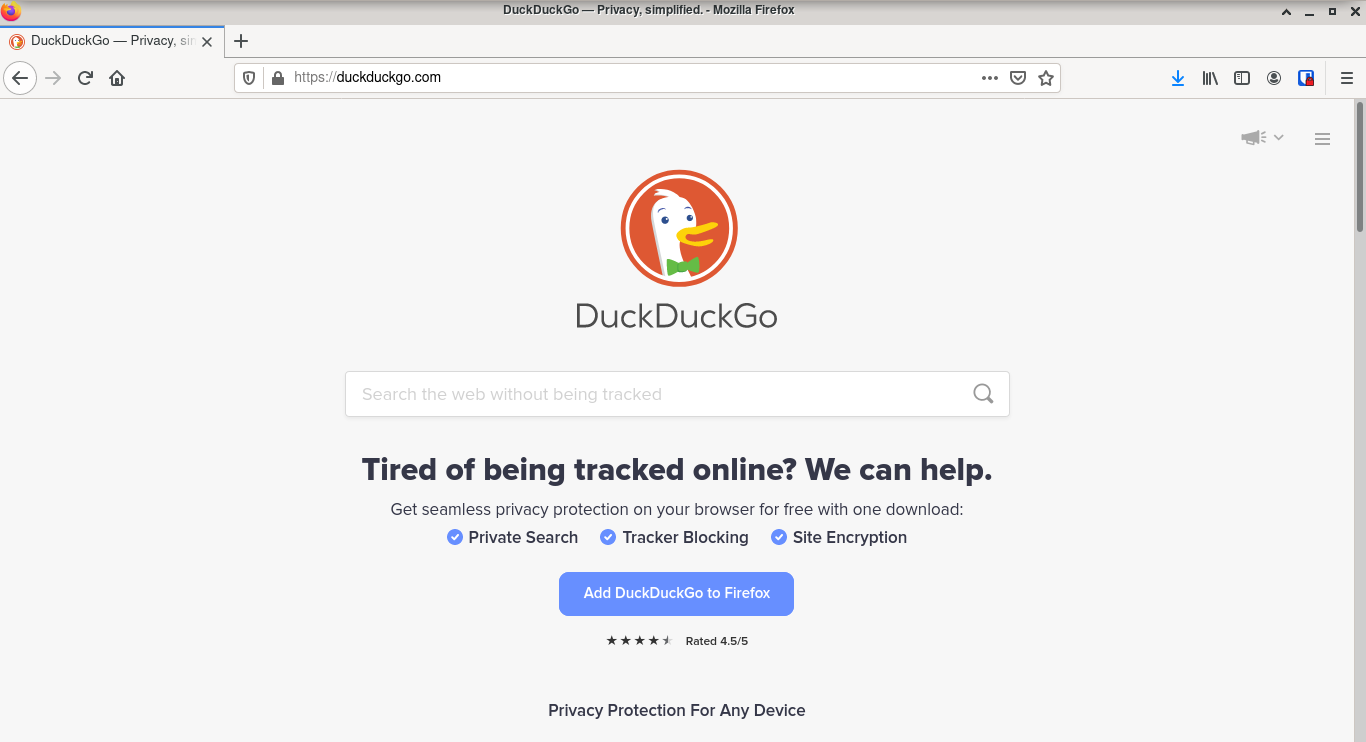 DuckDuckGo — Privacy, simplified. - Mozilla Firefox
DuckDuckGo — Privacy, sim
https://duckduckgo.com
DuckDuckGo
Search the web without being tracked
Tired of being tracked online? We can help.
Get seamless privacy protection on your browser for free with one download:
Private Search Tracker Blocking Site Encryption
Add DuckDuckGo to Firefox
Rated 4.5/5
Privacy Protection For Any Device